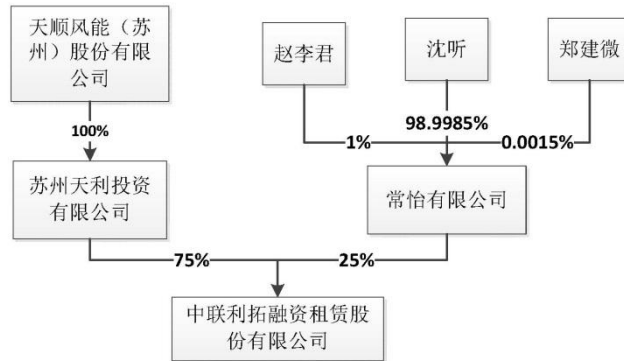 天顺风能（苏
州）股份有限
公司
赵李君
沈昕
郑建微
100%
98.9985%
1%
0.0015%
苏州天利投资
有限公司
常怡有限公司
75%
25%
中联利拓融资租赁股
份有限公司